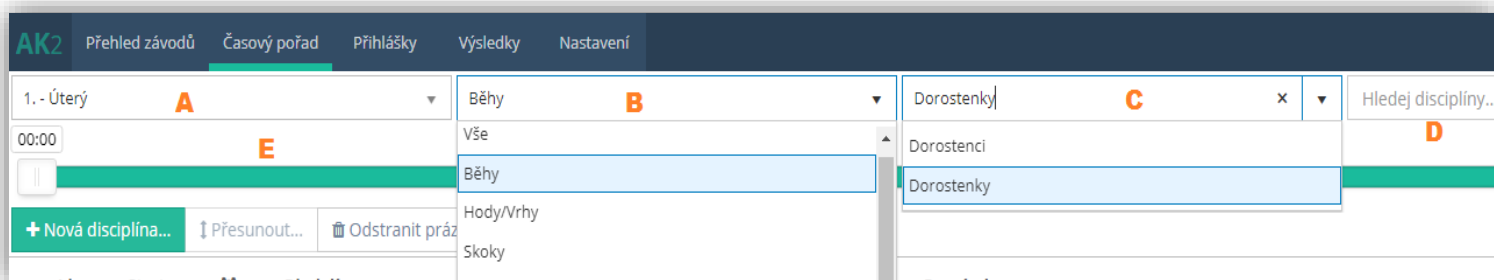 AK2 Přehled závodů Časový pořad Přihlášky Výsledky Nastavení
1. - Úterý A Běhy B Dorostenky C × Hledej disciplíny... D
00:00 E
Vše
Běhy
Hody/Vrhy
Skoky
Dorostenci
Dorostenky
+ Nová disciplína... Přesunout... Odstranit práz